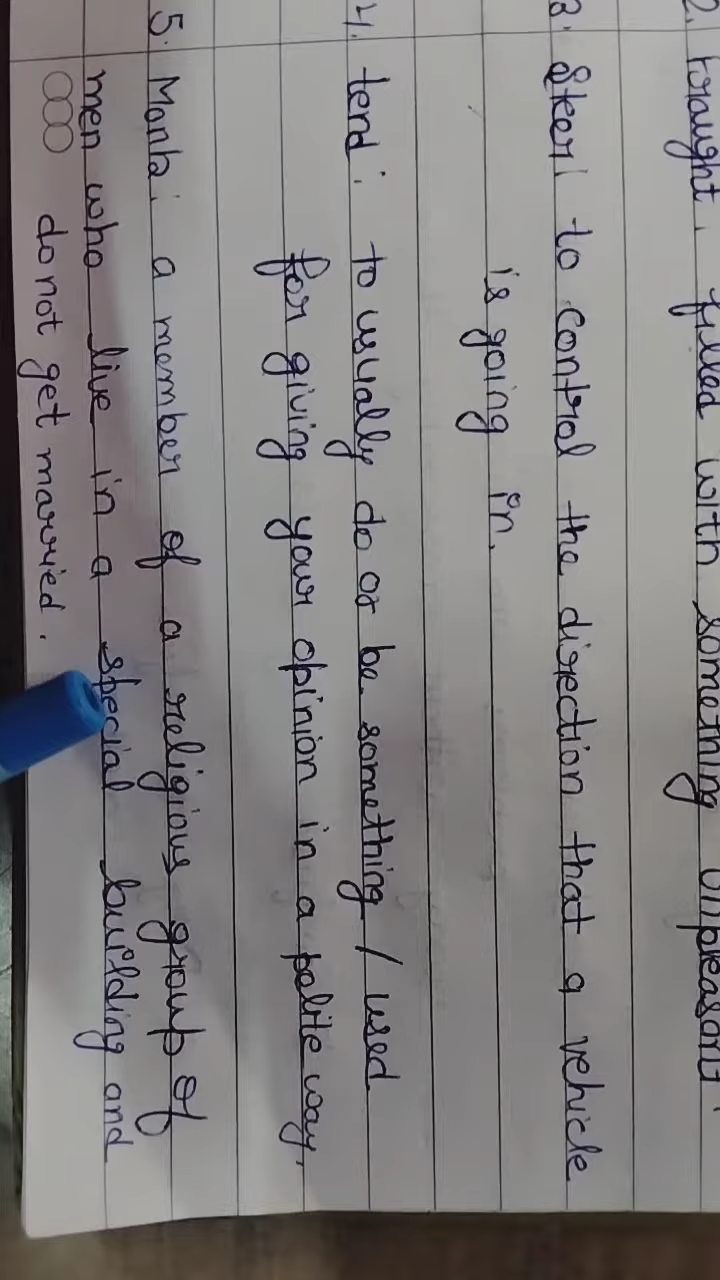 2. fraught: filled with something unpleasant
3. Steer: to control the direction that a vehicle
is going in.
4. tend: to usually do or be something / used
for giving your opinion in a polite way.
5. Monk: a member of a religious group of
men who live in a special building and
do not get married.